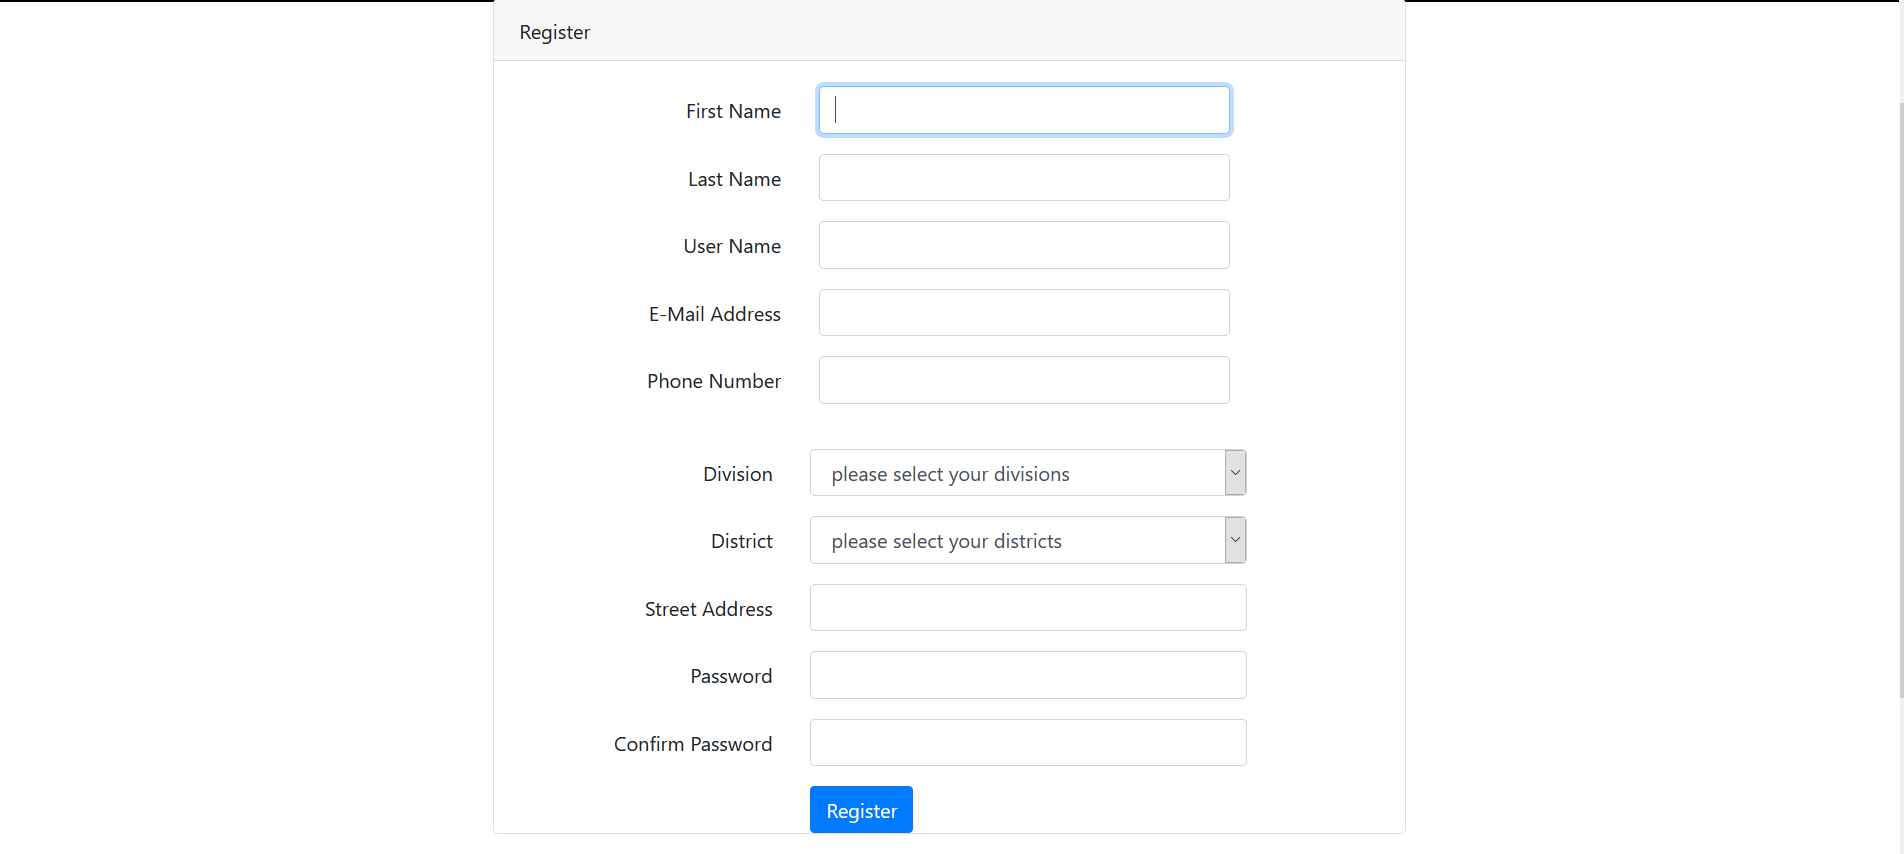 Register
First Name
Last Name
User Name
E-Mail Address
Phone Number
Division please select your divisions
District please select your districts
Street Address
Password
Confirm Password
Register